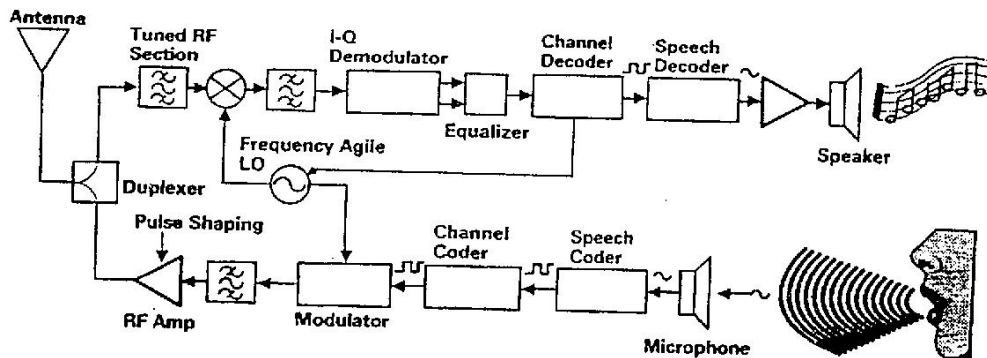 Antenna
Tuned RF
Section
I-Q
Demodulator
Channel
Decoder
Speech
Decoder
Equalizer
Speaker
Frequency Agile
LO
Duplexer
Pulse Shaping
Channel
Coder
Speech
Coder
RF Amp
Modulator
Microphone